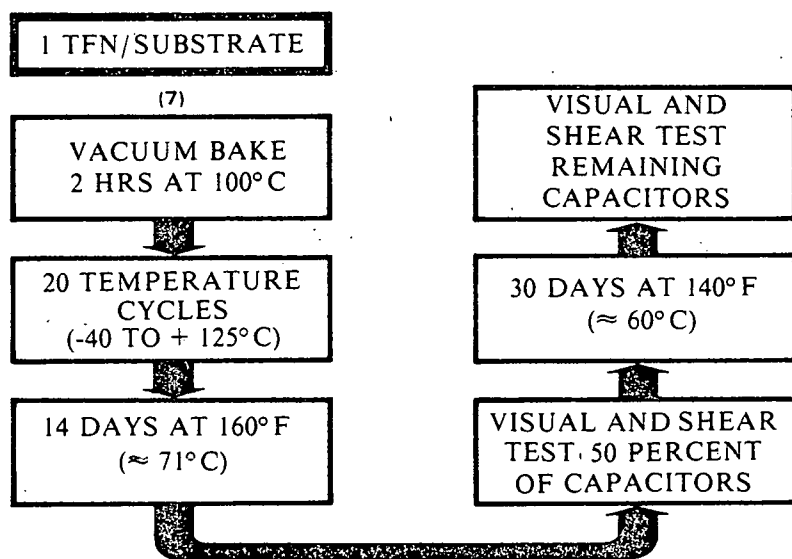 1 TFN/SUBSTRATE
(7)
VACUUM BAKE
2 HRS AT 100°C
20 TEMPERATURE
CYCLES
(-40 TO + 125°C)
14 DAYS AT 160°F
(≈ 71°C)
VISUAL AND SHEAR
TEST 50 PERCENT
OF CAPACITORS
30 DAYS AT 140°F
(≈ 60°C)
VISUAL AND
SHEAR TEST
REMAINING
CAPACITORS